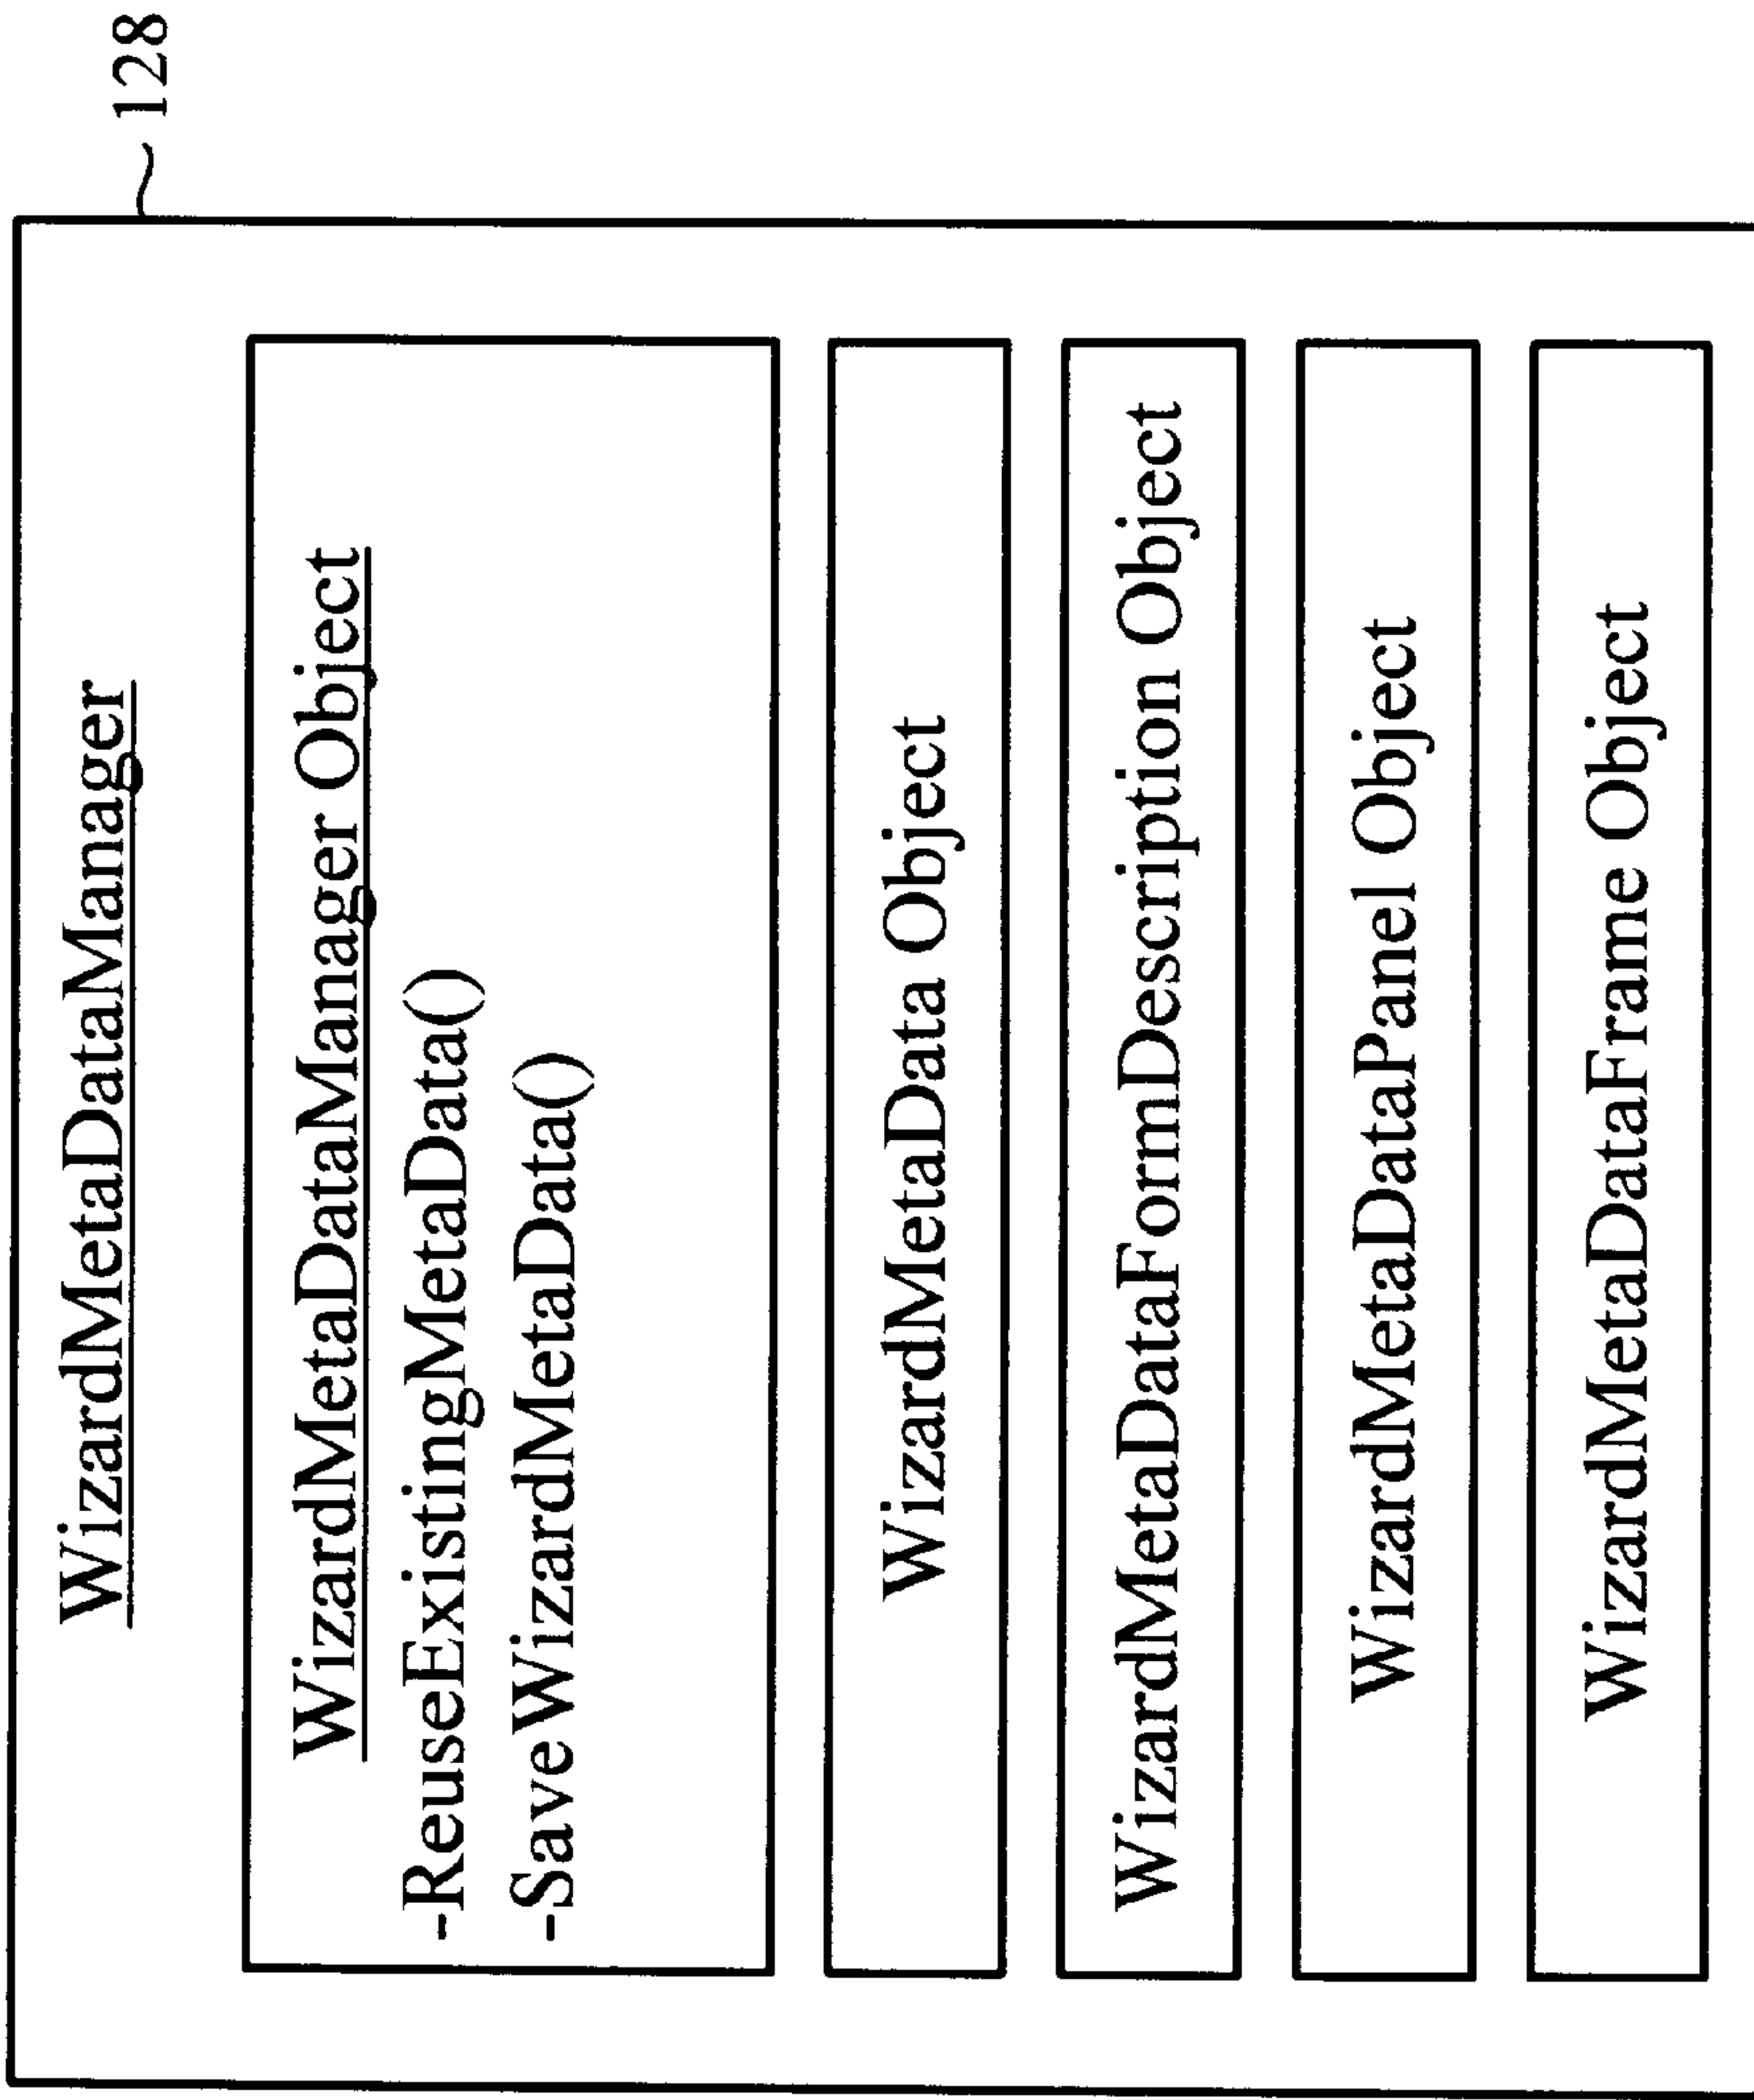 128
WizardMetaDataManager
WizardMetaDataManager Object
-ReuseExistingMetaData()
-SaveWizardMetaData()
WizardMetaData Object
WizardMetaDataFormDescription Object
WizardMetaDataPanel Object
WizardMetaDataFrame Object